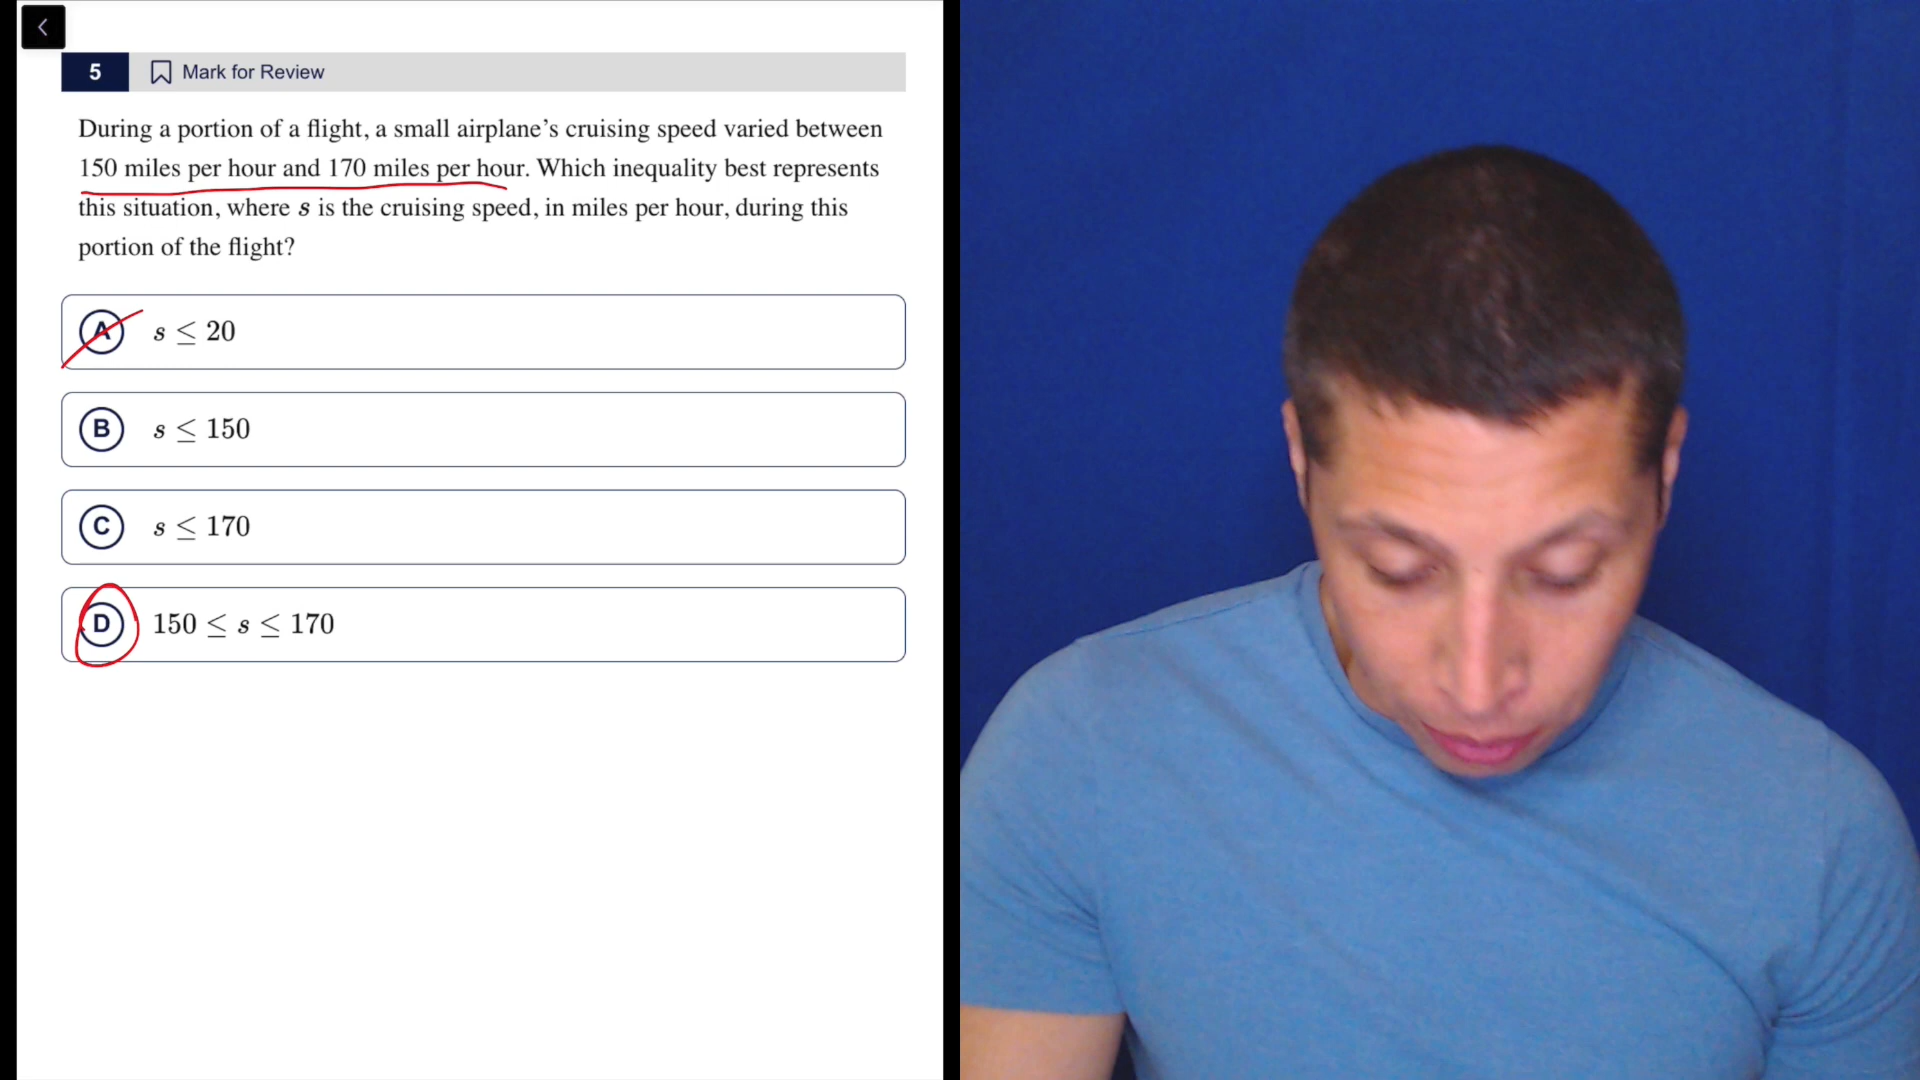 5 Mark for Review
During a portion of a flight, a small airplane’s cruising speed varied between
150 miles per hour and 170 miles per hour. Which inequality best represents
this situation, where s is the cruising speed, in miles per hour, during this
portion of the flight?
A s ≤ 20
B s ≤ 150
C s ≤ 170
D 150 ≤ s ≤ 170